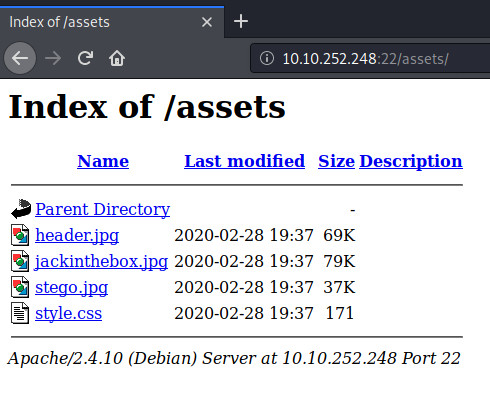 Index of /assets
10.10.252.248:22/assets/
Index of /assets
Name Last modified Size Description
Parent Directory -
header.jpg 2020-02-28 19:37 69K
jackinthebox.jpg 2020-02-28 19:37 79K
stego.jpg 2020-02-28 19:37 37K
style.css 2020-02-28 19:37 171
Apache/2.4.10 (Debian) Server at 10.10.252.248 Port 22